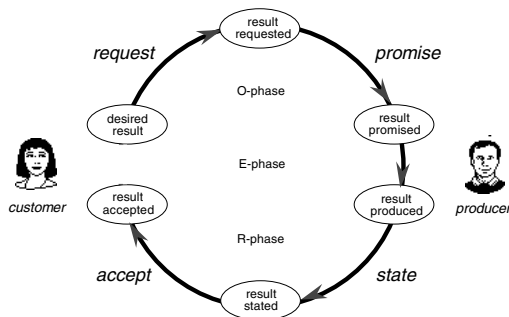 request
result
requested
promise
O-phase
desired
result
result
promised
E-phase
customer
result
accepted
result
produced
producer
R-phase
accept
state
result
stated